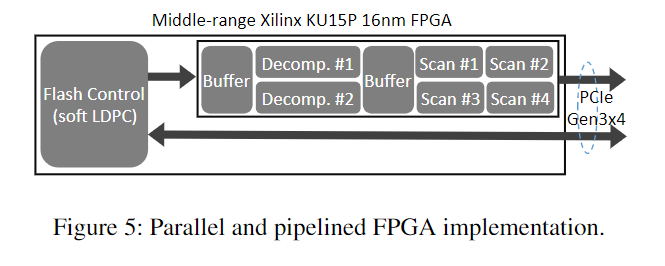 Middle-range Xilinx KU15P 16nm FPGA
Flash Control
(soft LDPC)
Buffer
Decomp. #1
Decomp. #2
Buffer
Scan #1
Scan #2
Scan #3
Scan #4
PCIe
Gen3x4
Figure 5: Parallel and pipelined FPGA implementation.